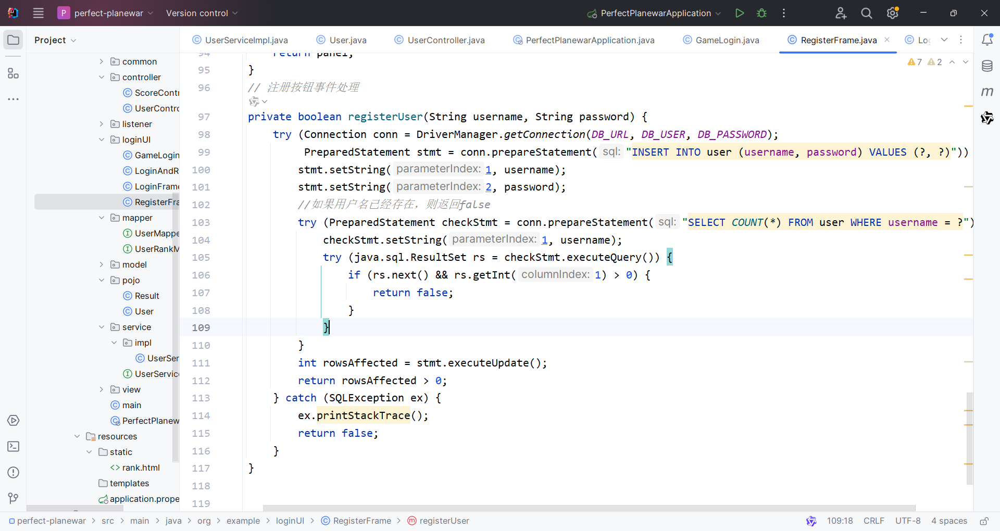 P perfect-planewar Version control PerfectPlanewarApplication
Project
UserServiceImpl.java User.java UserController.java PerfectPlanewarApplication.java GameLogin.java RegisterFrame.java
7 2
common
controller
ScoreContr
UserContro
listener
loginUI
GameLogin
LoginAndR
LoginFrame
RegisterFra
mapper
UserMappe
UserRankM
model
pojo
Result
User
service
impl
UserSer
UserService
view
main
PerfectPlanew
resources
static
rank.html
templates
application.prope
94 return panel;
95 }
96 // 注册按钮事件处理
97 private boolean registerUser(String username, String password) {
98 try (Connection conn = DriverManager.getConnection(DB_URL, DB_USER, DB_PASSWORD);
99 PreparedStatement stmt = conn.prepareStatement( sql: "INSERT INTO user (username, password) VALUES (?, ?)"))
100 stmt.setString( parameterIndex: 1, username);
101 stmt.setString( parameterIndex: 2, password);
102 //如果用户名已经存在，则返回false
103 try (PreparedStatement checkStmt = conn.prepareStatement( sql: "SELECT COUNT(*) FROM user WHERE username = ?")
104 checkStmt.setString( parameterIndex: 1, username);
105 try (java.sql.ResultSet rs = checkStmt.executeQuery()) {
106 if (rs.next() && rs.getInt( columnIndex: 1) > 0) {
107 return false;
108 }
109 }
110 }
111 int rowsAffected = stmt.executeUpdate();
112 return rowsAffected > 0;
113 } catch (SQLException ex) {
114 ex.printStackTrace();
115 return false;
116 }
117 }
118
119
perfect-planewar > src > main > java > org > example > loginUI > RegisterFrame > registerUser 109:18 CRLF UTF-8 4 spaces